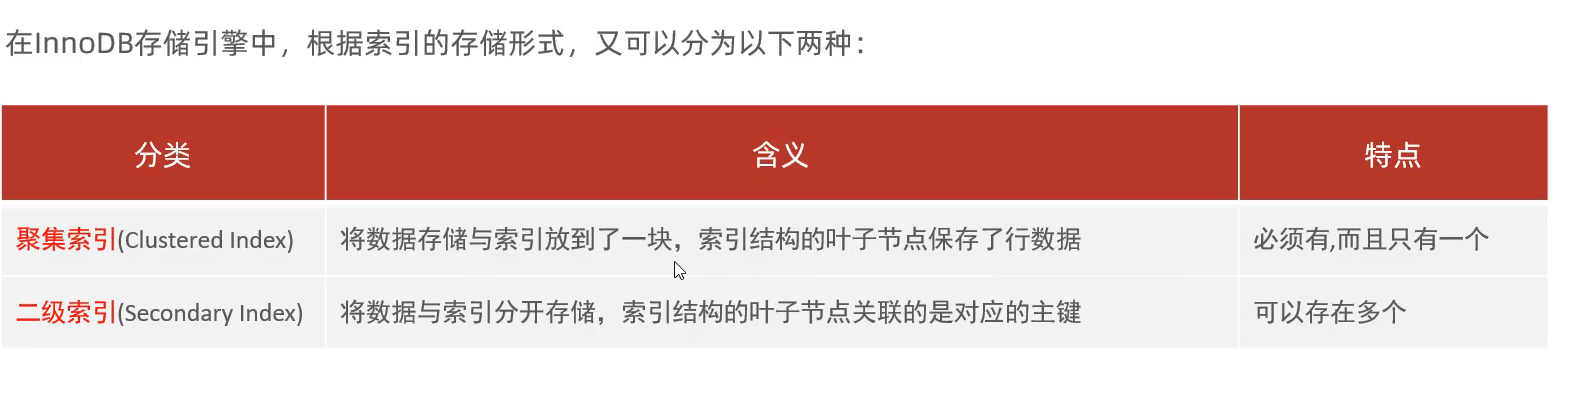 在InnoDB存储引擎中，根据索引的存储形式，又可以分为以下两种：
分类 含义 特点
聚集索引(Clustered Index) 将数据存储与索引放到了一块，索引结构的叶子节点保存了行数据 必须有,而且只有一个
二级索引(Secondary Index) 将数据与索引分开存储，索引结构的叶子节点关联的是对应的主键 可以存在多个